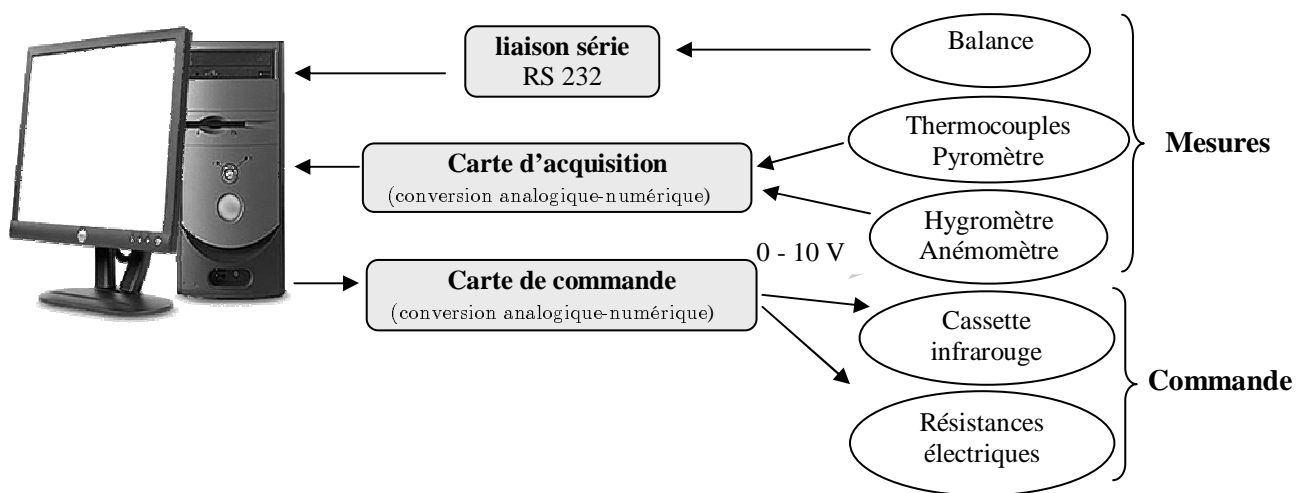 liaison série
RS 232
Balance
Thermocouples
Pyromètre
Mesures
Carte d'acquisition
(conversion analogique-numérique)
Hygromètre
Anémomètre
0 - 10 V
Carte de commande
(conversion analogique-numérique)
Cassette
infrarouge
Commande
Résistances
électriques